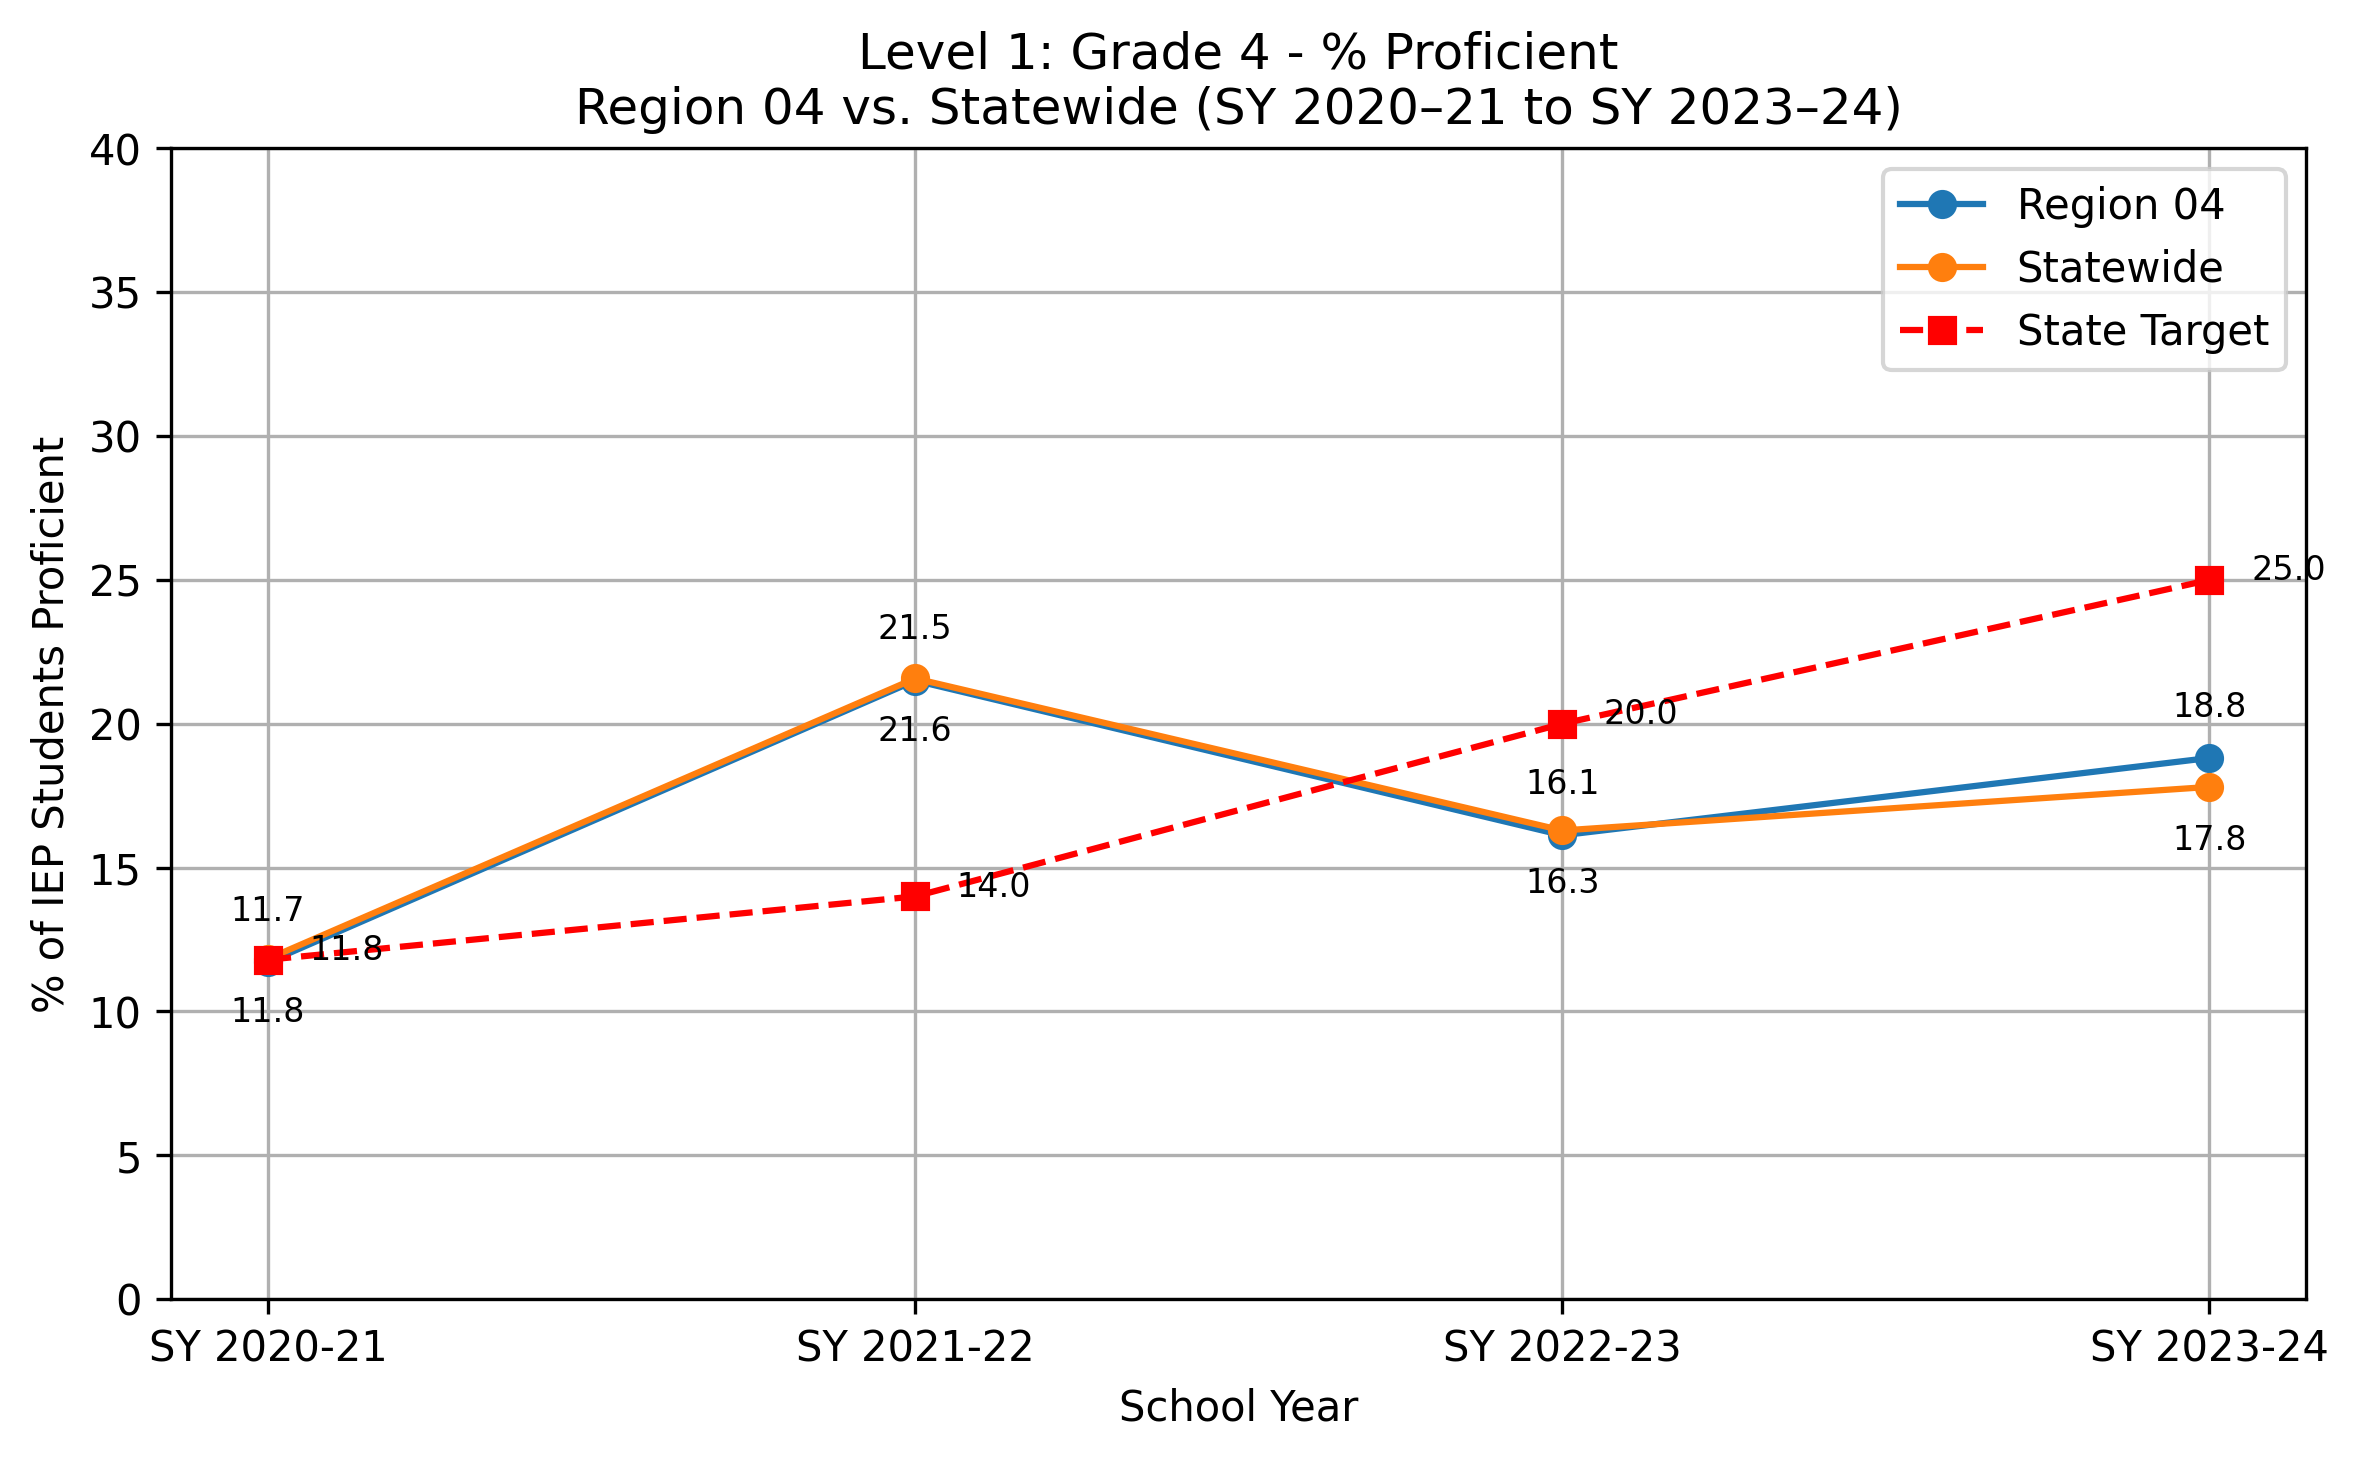 Level 1: Grade 4 - % Proficient
Region 04 vs. Statewide (SY 2020–21 to SY 2023–24)
% of IEP Students Proficient
40
35
30
25
20
15
10
5
0
Region 04
Statewide
State Target
11.7
11.8
11.8
21.5
21.6
14.0
20.0
16.1
16.3
25.0
18.8
17.8
SY 2020-21
SY 2021-22
SY 2022-23
SY 2023-24
School Year